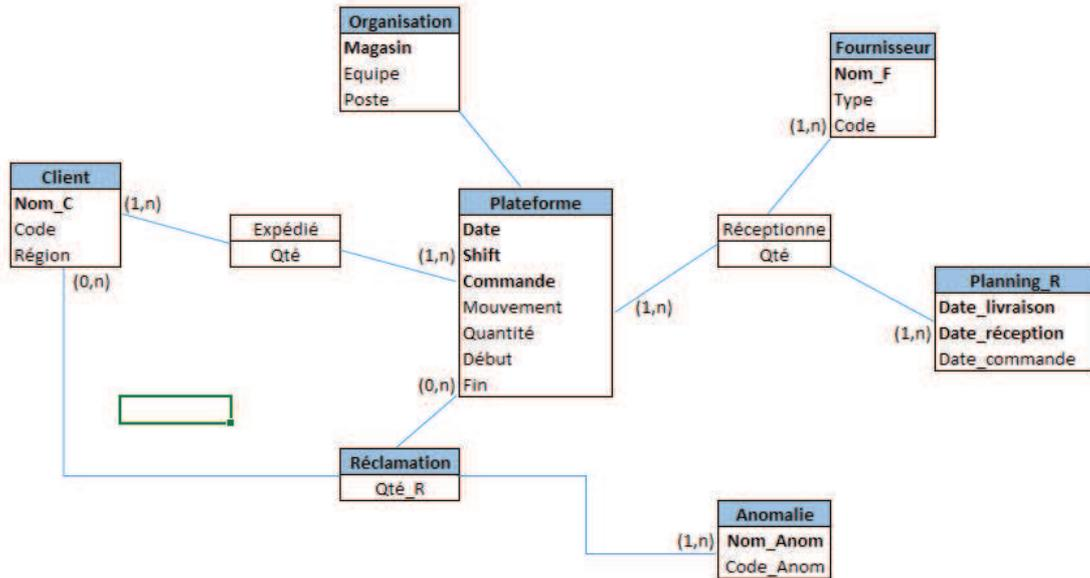 Organisation
Magasin
Equipe
Poste
Fournisseur
Nom_F
Type
(1,n) Code
Client
Nom_C
(1,n)
Code
Région
(0,n)
Expédié
Qté
Plateforme
Date
(1,n) Shift
Commande
Mouvement
Quantité
Début
(0,n) Fin
(1,n)
Réceptionne
Qté
Planning_R
Date_livraison
(1,n) Date_réception
Date_commande
Réclamation
Qté_R
Anomalie
(1,n) Nom_Anom
Code_Anom